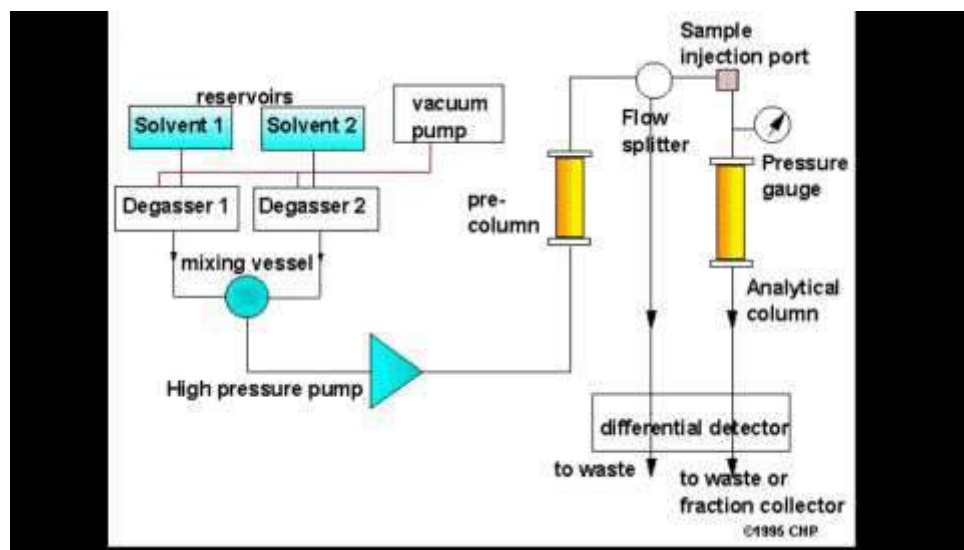 reservoirs
Solvent 1
Solvent 2
vacuum
pump
Degasser 1
Degasser 2
mixing vessel
High pressure pump
pre-
column
Sample
injection port
Flow
splitter
Pressure
gauge
Analytical
column
differential detector
to waste
to waste or
fraction collector
©1995 CHP